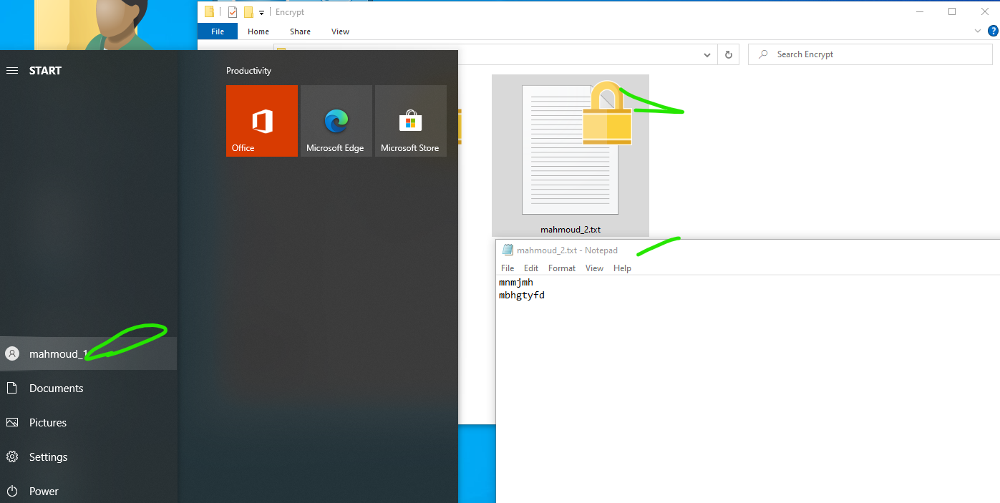 Encrypt
File Home Share View
?
START
Productivity
Search Encrypt
Office
Microsoft Edge
Microsoft Store
mahmoud_2.txt
mahmoud_2.txt - Notepad
File Edit Format View Help
mnmjmh
mbhgtyfd
mahmoud_1
Documents
Pictures
Settings
Power